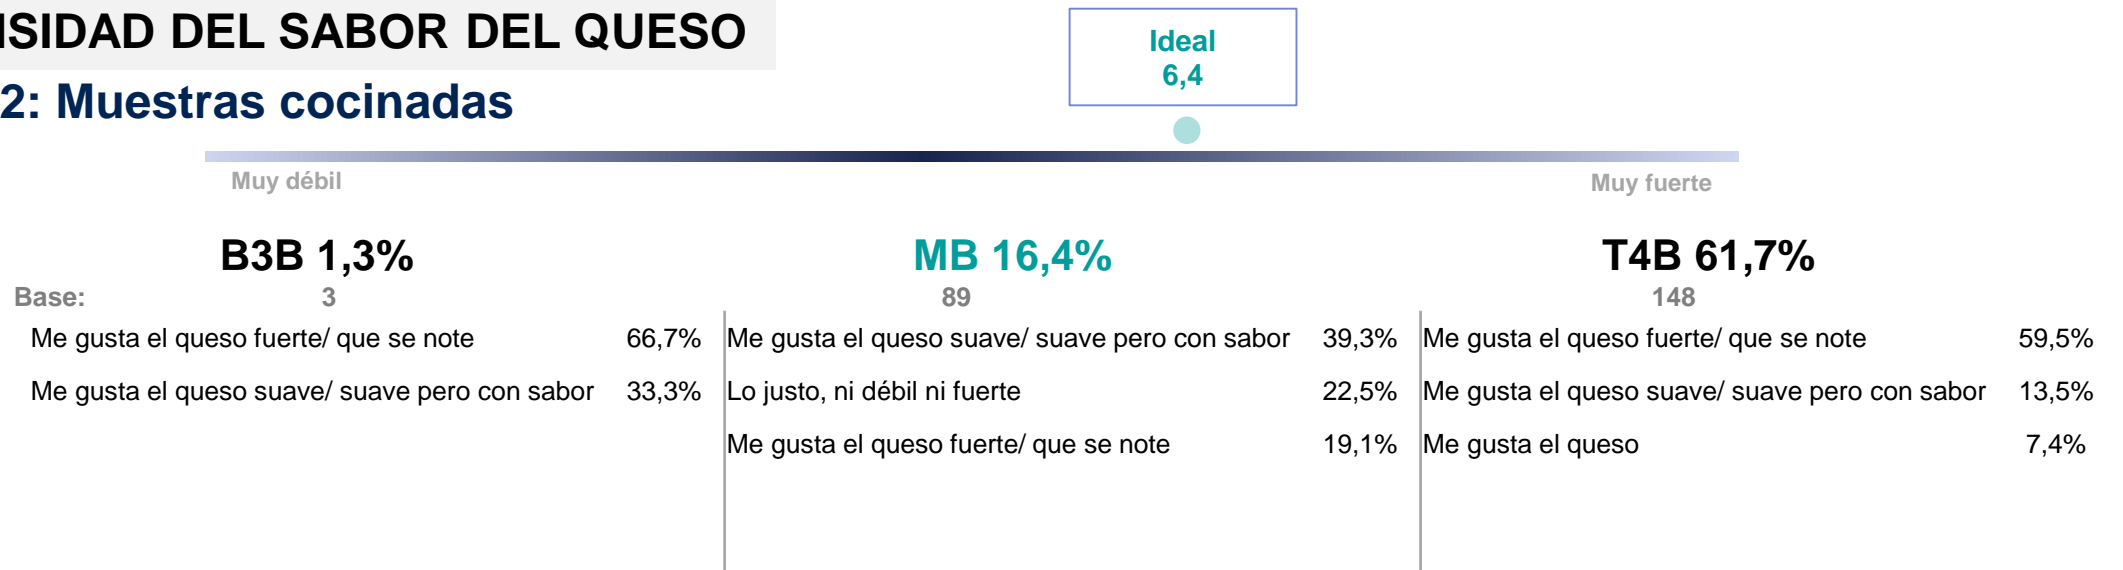 NSIDAD DEL SABOR DEL QUESO
2: Muestras cocinadas
Ideal
6,4
Muy débil
Muy fuerte
B3B 1,3%
MB 16,4%
T4B 61,7%
Base:
3
89
148
Me gusta el queso fuerte/ que se note 66,7%
Me gusta el queso suave/ suave pero con sabor 33,3%
Me gusta el queso suave/ suave pero con sabor 39,3%
Lo justo, ni débil ni fuerte 22,5%
Me gusta el queso fuerte/ que se note 19,1%
Me gusta el queso fuerte/ que se note 59,5%
Me gusta el queso suave/ suave pero con sabor 13,5%
Me gusta el queso 7,4%